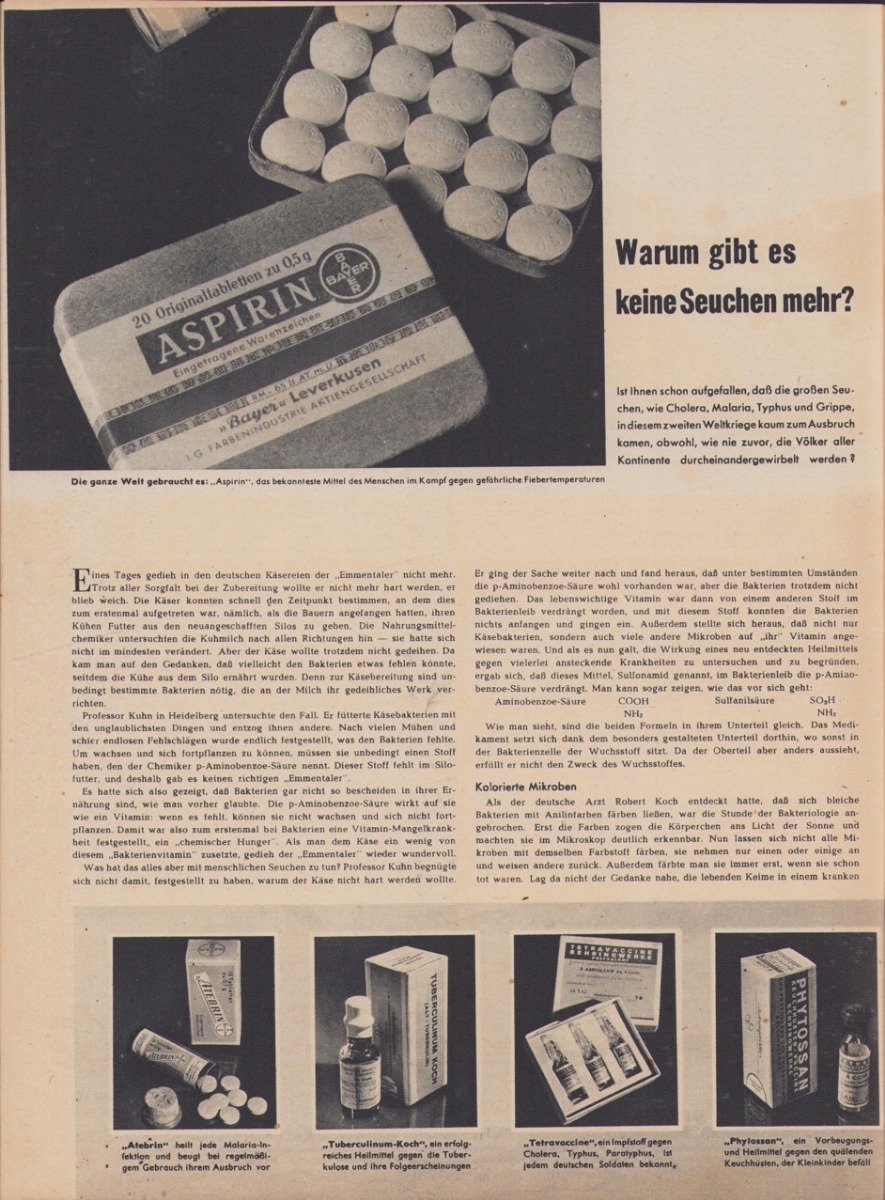 20 Originaltabletten zu 0,5 g
ASPIRIN
BAYER
BAYER
Eingetragene Warenzeichen
"Bayer" Leverkusen
I. G. FARBENINDUSTRIE AKTIENGESELLSCHAFT
Warum gibt es
keine Seuchen mehr?
Ist Ihnen schon aufgefallen, daß die großen Seu-
chen, wie Cholera, Malaria, Typhus und Grippe,
in diesem zweiten Weltkriege kaum zum Ausbruch
kamen, obwohl, wie nie zuvor, die Völker aller
Kontinente durcheinandergewirbelt werden?
Die ganze Welt gebraucht es: „Aspirin“, das bekannteste Mittel des Menschen im Kampf gegen gefährliche Fiebertemperaturen
Eines Tages gedieh in den deutschen Käsereien der „Emmentaler“ nicht mehr.
Trotz aller Sorgfalt bei der Zubereitung wollte er nicht mehr hart werden, er
blieb weich. Die Käser konnten schnell den Zeitpunkt bestimmen, an dem dies
zum erstenmal aufgetreten war, nämlich, als die Bauern angefangen hatten, ihren
Kühen Futter aus den neuangeschafften Silos zu geben. Die Nahrungsmittel-
chemiker untersuchten die Kuhmilch nach allen Richtungen hin — sie hatte sich
nicht im mindesten verändert. Aber der Käse wollte trotzdem nicht gedeihen. Da
kam man auf den Gedanken, daß vielleicht den Bakterien etwas fehlen könnte,
seitdem die Kühe aus dem Silo ernährt wurden. Denn zur Käsebereitung sind un-
bedingt bestimmte Bakterien nötig, die an der Milch ihr gedeihliches Werk ver-
richten.
Professor Kuhn in Heidelberg untersuchte den Fall. Er fütterte Käsebakterien mit
den unglaublichsten Dingen und entzog ihnen andere. Nach vielen Mühen und
schier endlosen Fehlschlägen wurde endlich festgestellt, was den Bakterien fehlte.
Um wachsen und sich fortpflanzen zu können, müssen sie unbedingt einen Stoff
haben, den der Chemiker p-Aminobenzoe-Säure nennt. Dieser Stoff fehlt im Silo-
futter, und deshalb gab es keinen richtigen „Emmentaler“.
Es hatte sich also gezeigt, daß Bakterien gar nicht so bescheiden in ihrer Er-
nährung sind, wie man vorher glaubte. Die p-Aminobenzoe-Säure wirkt auf sie
wie ein Vitamin: wenn es fehlt, können sie nicht wachsen und sich nicht fort-
pflanzen. Damit war also zum erstenmal bei Bakterien eine Vitamin-Mangelkrank-
heit festgestellt, ein „chemischer Hunger“. Als man dem Käse ein wenig von
diesem „Bakterienvitamin“ zusetzte, gedieh der „Emmentaler“ wieder wundervoll.
Was hat das alles aber mit menschlichen Seuchen zu tun? Professor Kuhn begnügte
sich nicht damit, festgestellt zu haben, warum der Käse nicht hart werden wollte.
Er ging der Sache weiter nach und fand heraus, daß unter bestimmten Umständen
die p-Aminobenzoe-Säure wohl vorhanden war, aber die Bakterien trotzdem nicht
gediehen. Das lebenswichtige Vitamin war dann von einem anderen Stoff im
Bakterienleib verdrängt worden, und mit diesem Stoff konnten die Bakterien
nichts anfangen und gingen ein. Außerdem stellte sich heraus, daß nicht nur
Käsebakterien, sondern auch viele andere Mikroben auf „ihr“ Vitamin ange-
wiesen waren. Und als es nun galt, die Wirkung eines neu entdeckten Heilmittels
gegen vielerlei ansteckende Krankheiten zu untersuchen und zu begründen,
ergab sich, daß dieses Mittel, Sulfonamid genannt, im Bakterienleib die p-Amino-
benzoe-Säure verdrängt. Man kann sogar zeigen, wie das vor sich geht:
Aminobenzoe-Säure COOH Sulfanilsäure SO₃H
NH₂ NH₂
Wie man sieht, sind die beiden Formeln in ihrem Unterteil gleich. Das Medi-
kament setzt sich dank dem besonders gestalteten Unterteil dorthin, wo sonst in
der Bakterienzelle der Wuchsstoff sitzt. Da der Oberteil aber anders aussieht,
erfüllt er nicht den Zweck des Wuchsstoffes.
Kolorierte Mikroben
Als der deutsche Arzt Robert Koch entdeckt hatte, daß sich bleiche
Bakterien mit Anilinfarben färben ließen, war die Stunde der Bakteriologie an-
gebrochen. Erst die Farben zogen die Körperchen ans Licht der Sonne und
machten sie im Mikroskop deutlich erkennbar. Nun lassen sich nicht alle Mi-
kroben mit demselben Farbstoff färben, sie nehmen nur einen oder einige an
und weisen andere zurück. Außerdem färbte man sie immer erst, wenn sie schon
tot waren. Lag da nicht der Gedanke nahe, die lebenden Keime in einem kranken
ATEBRIN
ATEBRIN
TUBERCULINUM KOCH
(ALT-TUBERKULIN)
TETRAVACCINE
BEHRINGWERKE
PHYTOSSAN
KEUCHHUSTEN-VACCINE
BEHRINGWERKE
„Atebrin“ heilt jede Malaria-In-
fektion und beugt bei regelmäßi-
gem Gebrauch ihrem Ausbruch vor
„Tuberculinum-Koch“, ein erfolg-
reiches Heilmittel gegen die Tuber-
kulose und ihre Folgeerscheinungen
„Tetravaccine“, ein Impfstoff gegen
Cholera, Typhus, Paratyphus, ist
jedem deutschen Soldaten bekannt
„Phytossan“, ein Vorbeugungs-
und Heilmittel gegen den quälenden
Keuchhusten, der Kleinkinder befällt